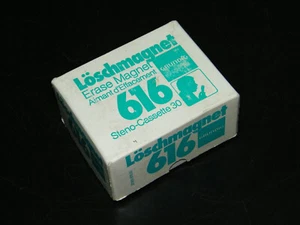 Löschmagnet
Erase Magnet
Aimant d'Effacement
616
Steno-Cassette 30
Löschmagnet
616